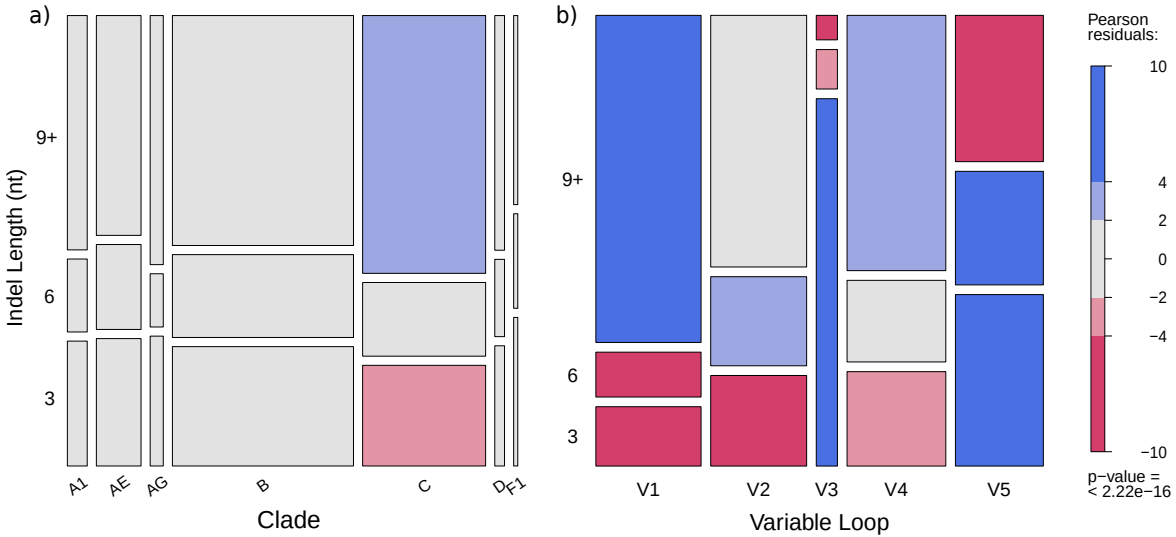 a)
Indel Length (nt)
9+
6
3
A1
AE
AG
B
C
D
F1
Clade
b)
9+
6
3
V1
V2
V3
V4
V5
Variable Loop
Pearson
residuals:
10
4
2
0
−2
−4
−10
p−value =
< 2.22e−16